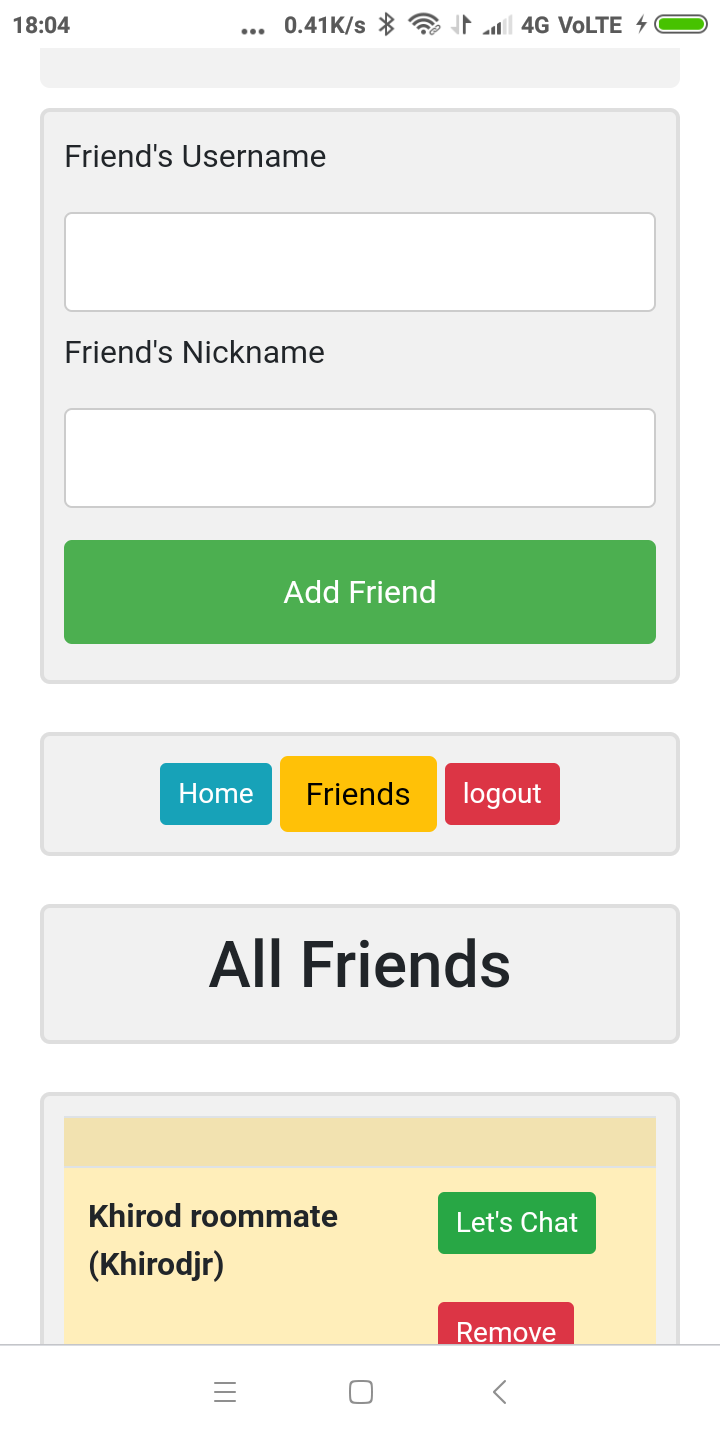 18:04 ... 0.41K/s 4G VoLTE
Friend's Username
Friend's Nickname
Add Friend
Home Friends logout
All Friends
Khirod roommate Let's Chat
(Khirodjr)
Remove